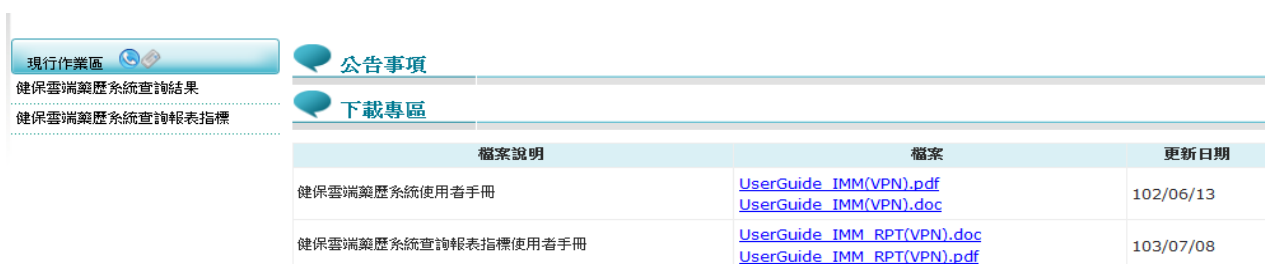 現行作業區
健保雲端藥歷系統查詢結果
健保雲端藥歷系統查詢報表指標
公告事項
下載專區
檔案說明 檔案 更新日期
健保雲端藥歷系統使用者手冊 UserGuide_IMM(VPN).pdf 102/06/13
UserGuide_IMM(VPN).doc
健保雲端藥歷系統查詢報表指標使用者手冊 UserGuide_IMM_RPT(VPN).doc 103/07/08
UserGuide_IMM_RPT(VPN).pdf